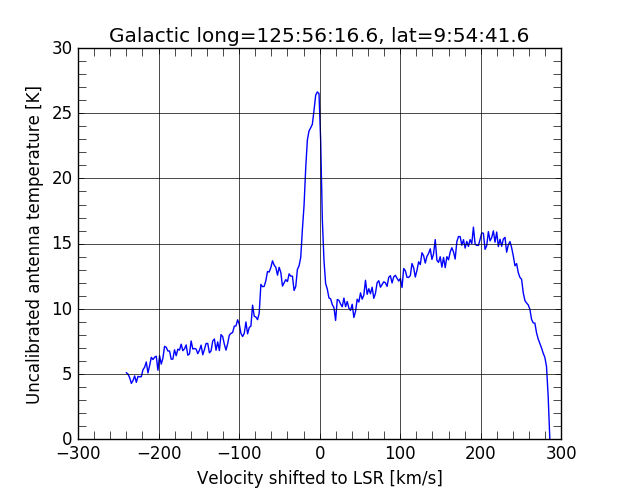 Galactic long=125:56:16.6, lat=9:54:41.6
Uncalibrated antenna temperature [K]
30
25
20
15
10
5
0
−300 −200 −100 0 100 200 300
Velocity shifted to LSR [km/s]